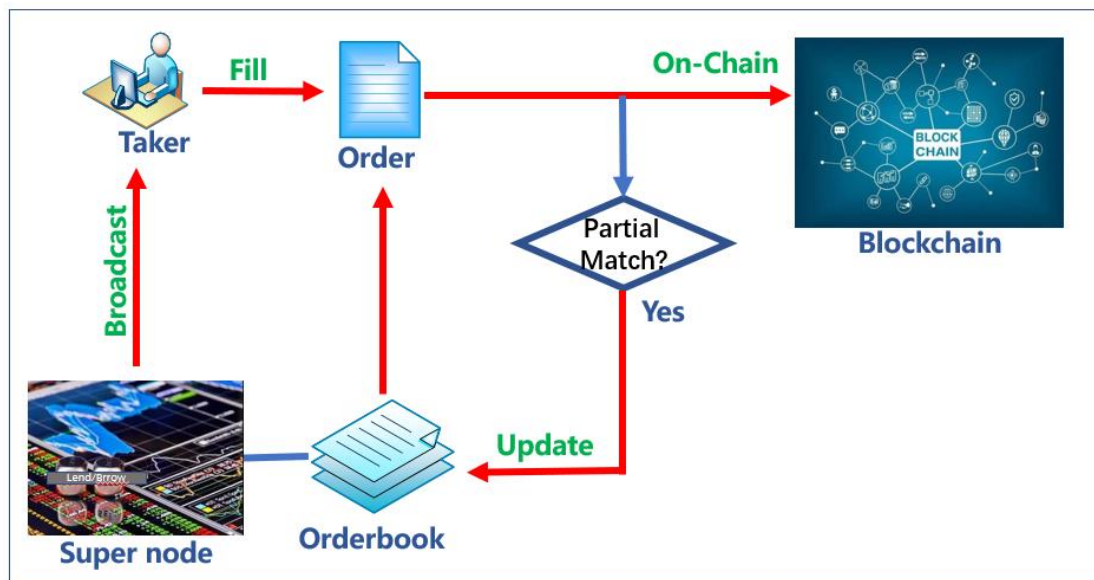 Fill
On-Chain
Taker
Order
BLOCK
CHAIN
Blockchain
Partial
Match?
Yes
Broadcast
Update
Lend/Brrow
Super node
Orderbook